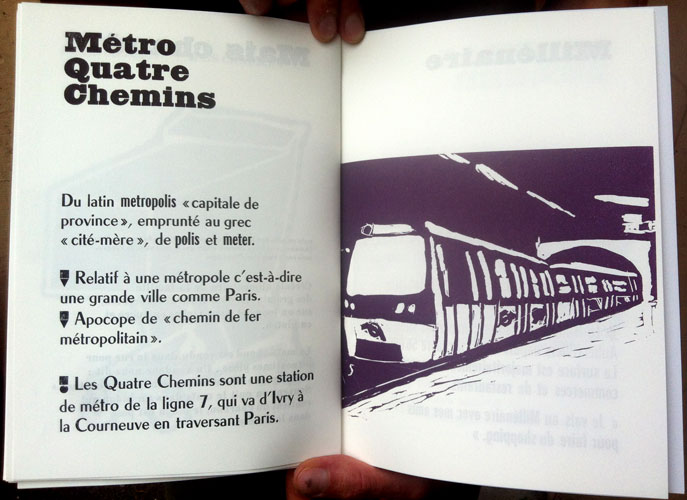 Métro
Quatre
Chemins
Du latin metropolis « capitale de
province », emprunté au grec
« cité-mère », de polis et meter.
Relatif à une métropole c'est-à-dire
une grande ville comme Paris.
Apocope de « chemin de fer
métropolitain ».
Les Quatre Chemins sont une station
de métro de la ligne 7, qui va d'Ivry à
la Courneuve en traversant Paris.